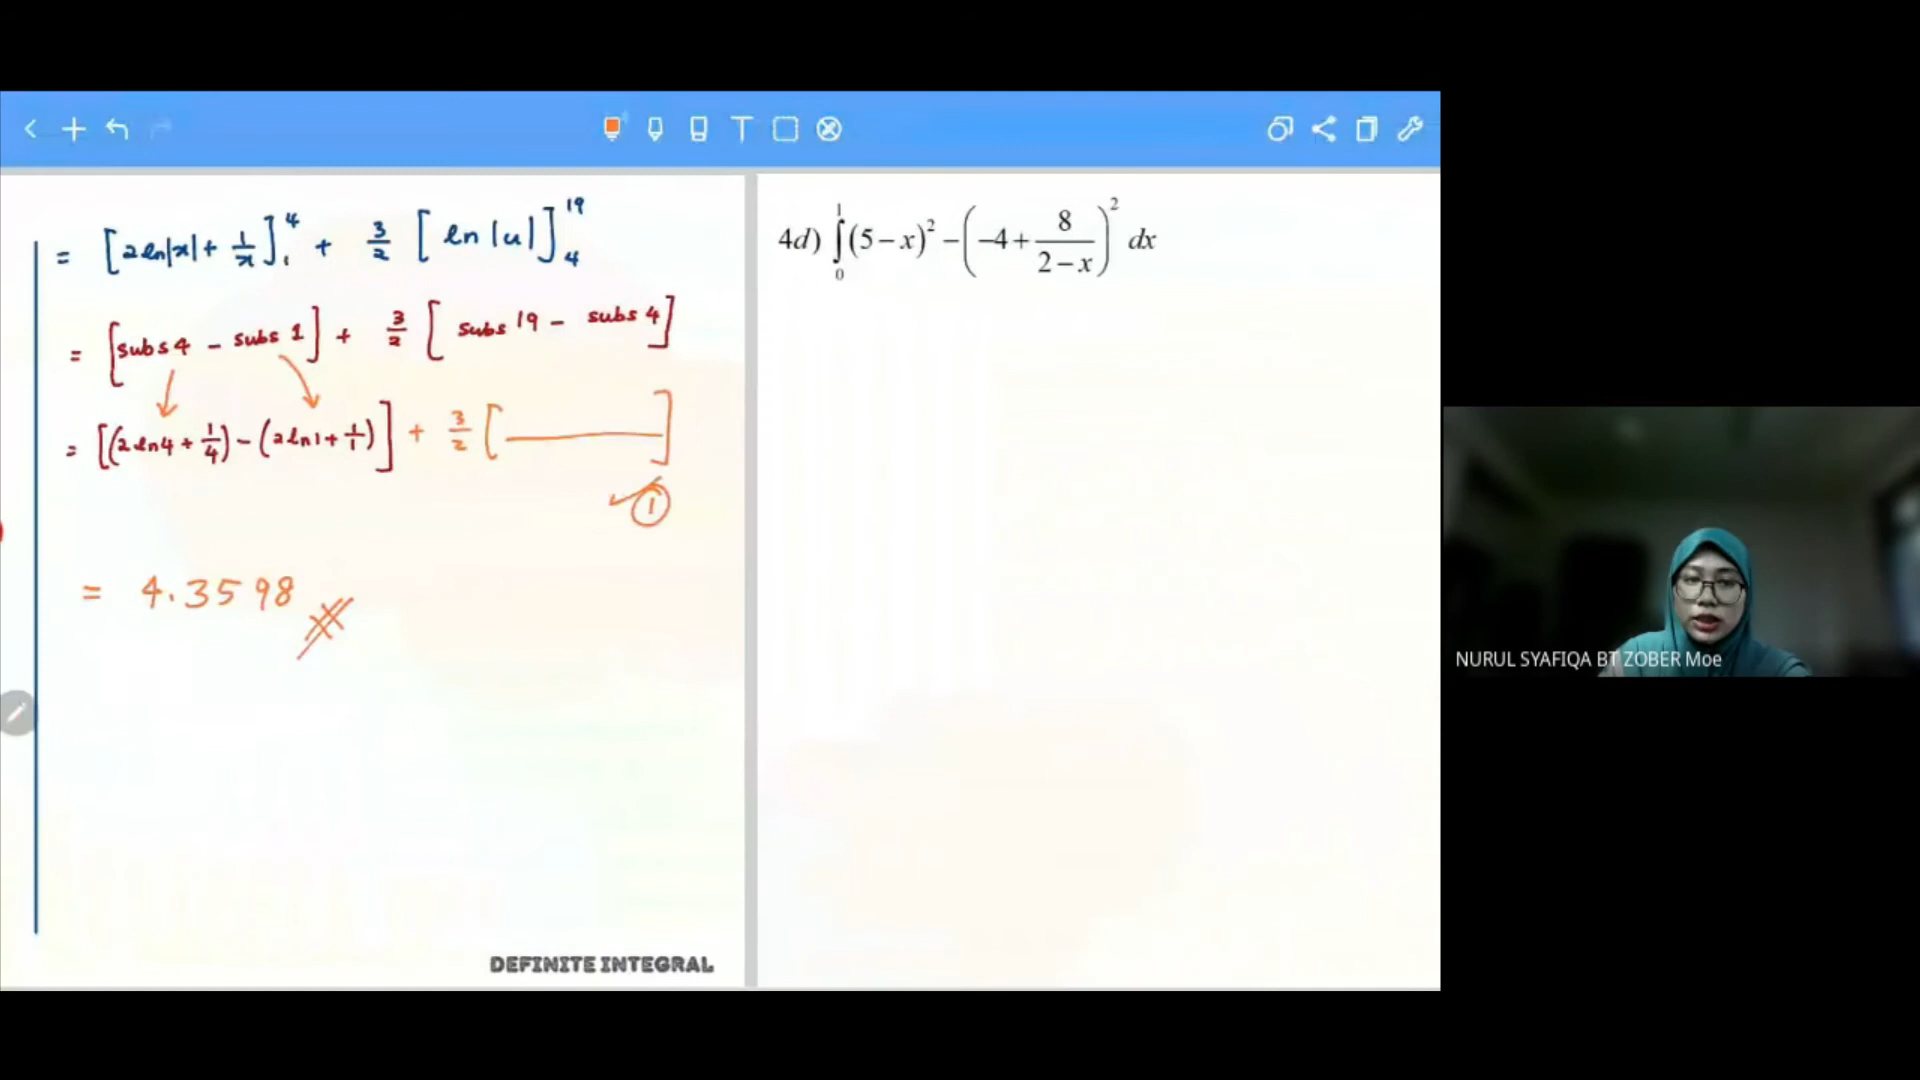 = [2ln|x| + 1/x]₁⁴ + 3/2 [ln|u|]₄¹⁹
= [subs 4 - subs 1] + 3/2 [subs 19 - subs 4]
= [(2ln4 + 1/4) - (2ln1 + 1/1)] + 3/2 [ ]
1
= 4.3598
DEFINITE INTEGRAL
4d) ∫₀¹ (5 - x)² - (-4 + 8/(2 - x))² dx
T
NURUL SYAFIQA BT ZOBER Moe